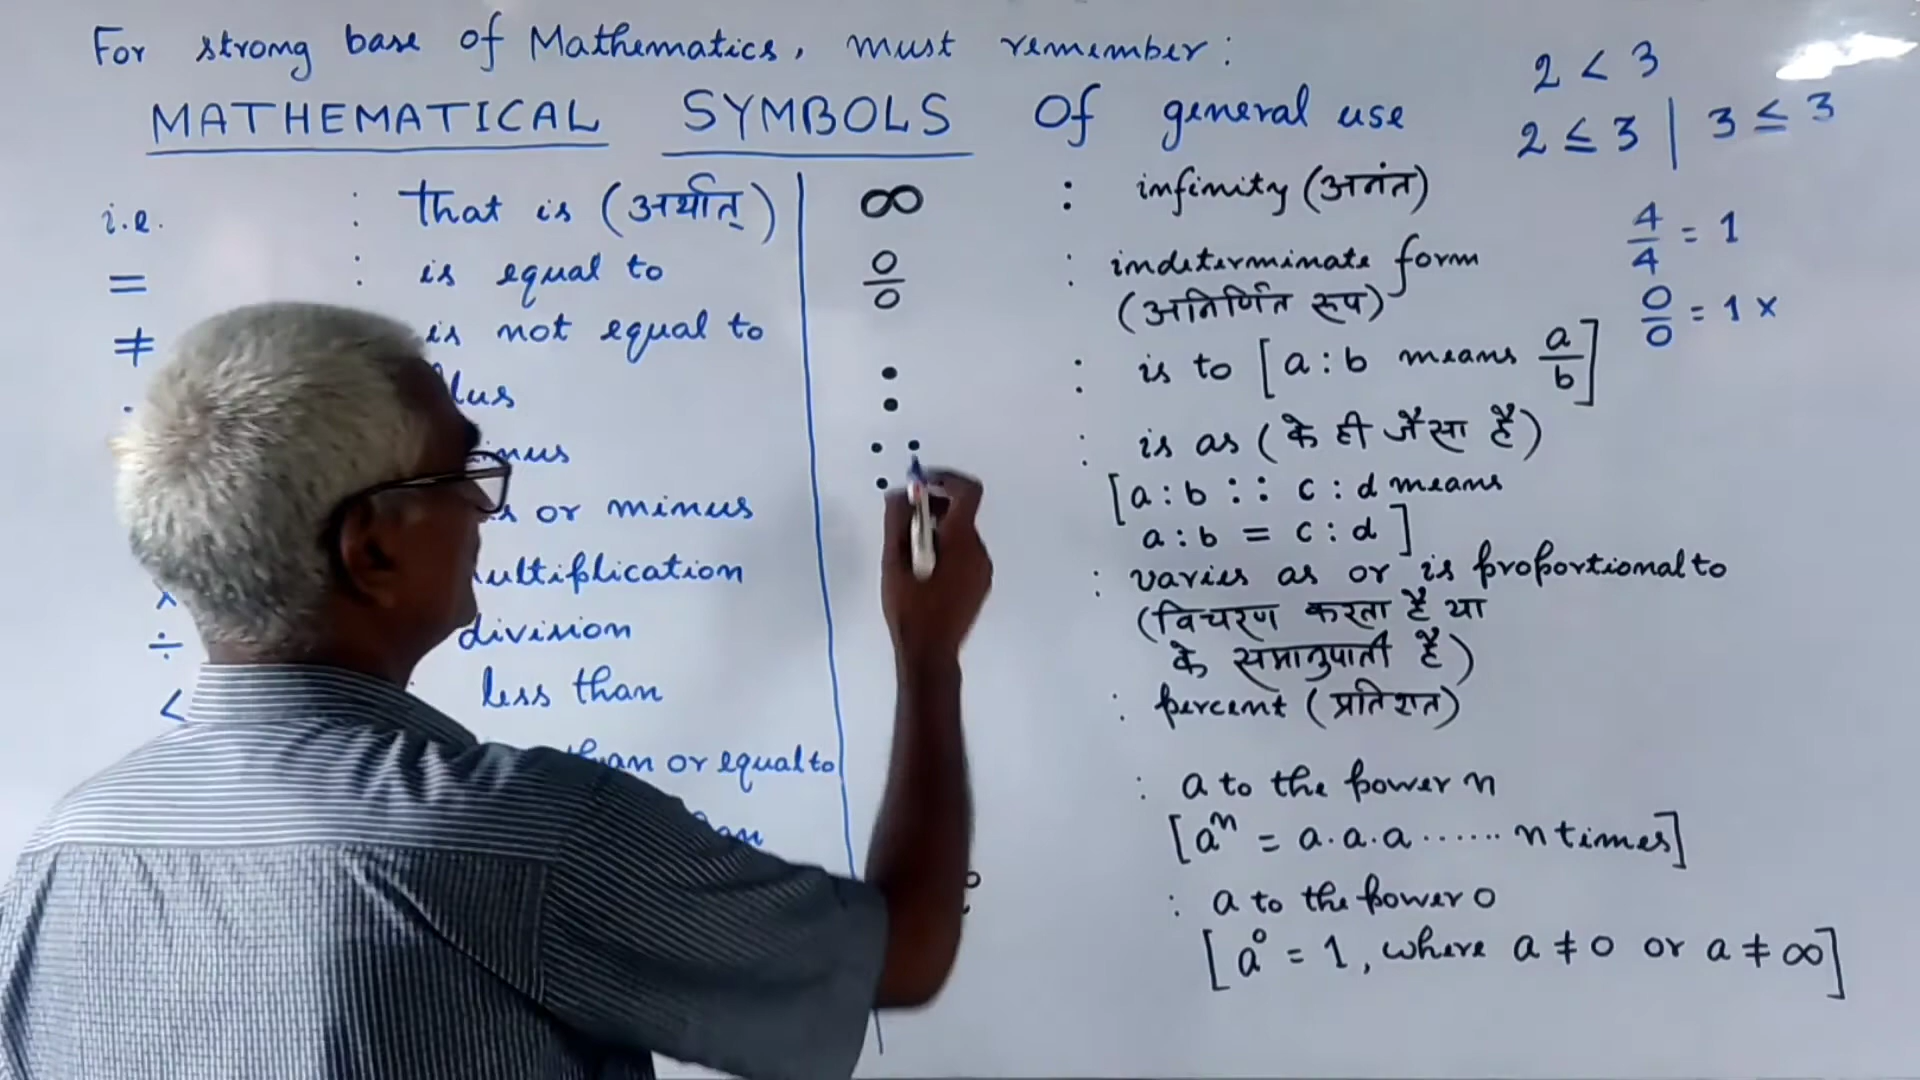 For strong base of Mathematics, must remember:
MATHEMATICAL SYMBOLS Of general use
2 < 3
2 ≤ 3 | 3 ≤ 3
4/4 = 1
0/0 = 1 ×
i.e. : that is (अर्थात्)
= : is equal to
≠ is not equal to
or minus
÷ division
< less than
or equal to
∞ : infinity (अनंत)
0/0 : indeterminate form
(अनिर्णित रूप)
: : is to [a : b means a/b]
: is as (के ही जैसा है)
[a : b : : c : d means
a : b = c : d]
: varies as or is proportional to
(विचरण करता है या
के समानुपाती है)
: percent (प्रतिशत)
: a to the power n
[aⁿ = a.a.a ...... n times]
: a to the power 0
[a⁰ = 1, where a ≠ 0 or a ≠ ∞]